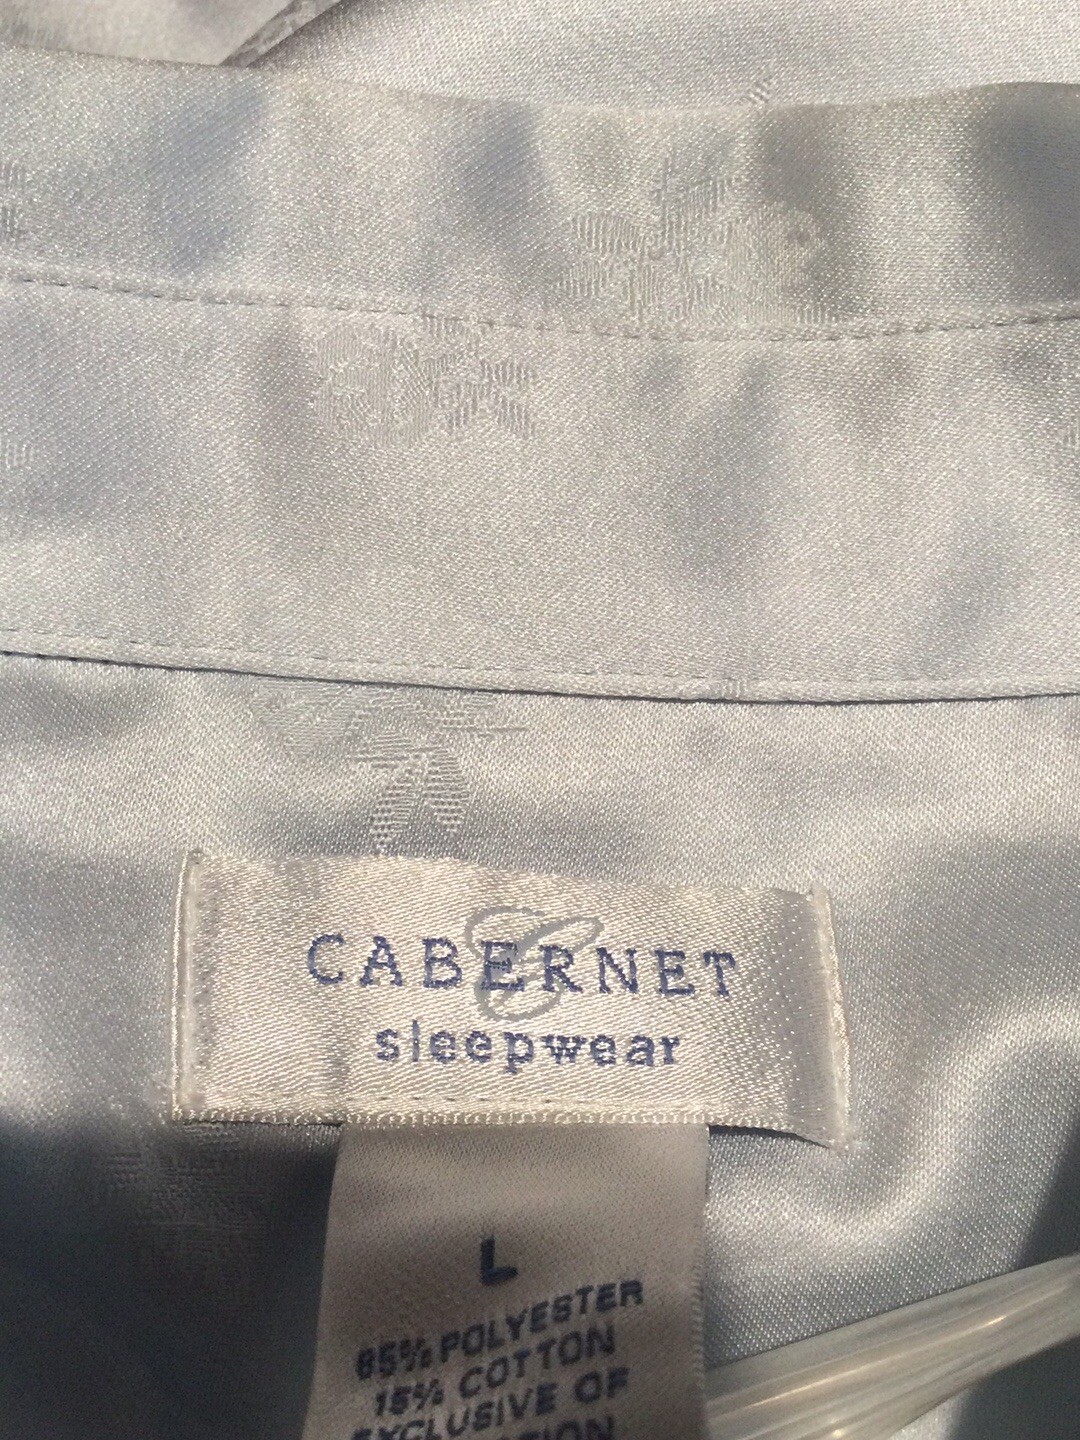 CABERNET
sleepwear
L
85% POLYESTER
15% COTTON
EXCLUSIVE OF